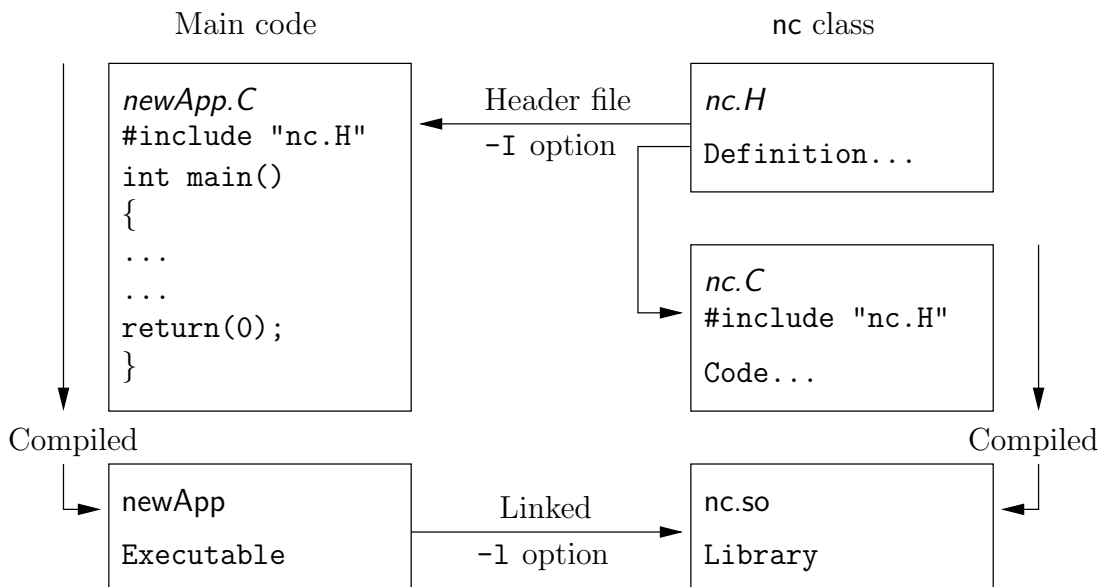 Main code
nc class
newApp.C
#include "nc.H"
int main()
{
...
...
return(0);
}
Header file
-I option
nc.H
Definition...
nc.C
#include "nc.H"
Code...
Compiled
Compiled
newApp
Executable
Linked
-l option
nc.so
Library